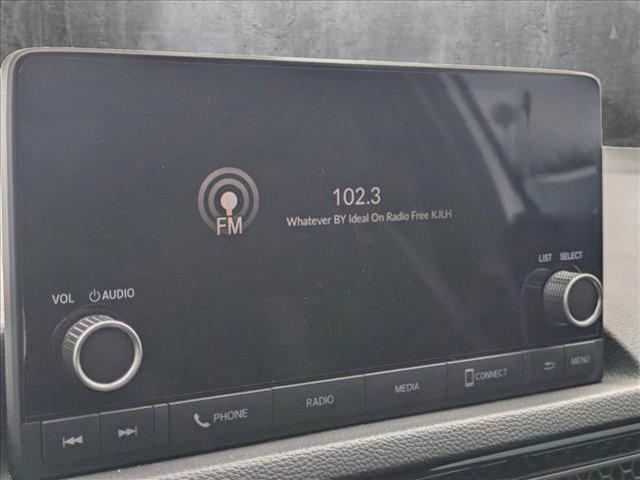 102.3
FM
Whatever BY Ideal On Radio Free KJLH
LIST SELECT
VOL AUDIO
PHONE RADIO MEDIA CONNECT MENU